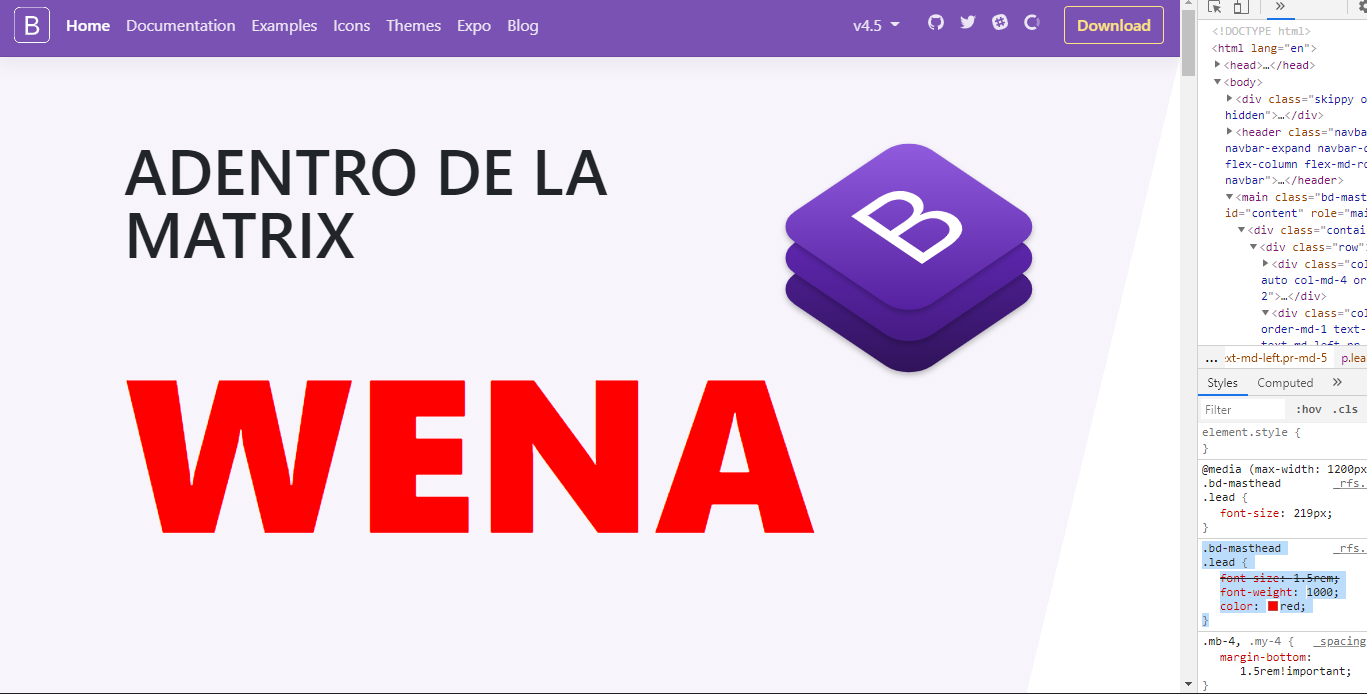 B Home Documentation Examples Icons Themes Expo Blog v4.5 Download
ADENTRO DE LA
MATRIX
B
WENA
<!DOCTYPE html>
<html lang="en">
<head>…</head>
<body>
<div class="skippy o
hidden">…</div>
<header class="navba
navbar-expand navbar-d
flex-column flex-md-ro
navbar">…</header>
<main class="bd-mast
id="content" role="mai
<div class="contai
<div class="row"
<div class="col
auto col-md-4 or
2">…</div>
<div class="col
order-md-1 text-
… xt-md-left.pr-md-5 p.lea
Styles Computed »
Filter :hov .cls
element.style {
}
@media (max-width: 1200px
.bd-masthead _rfs.
.lead {
font-size: 219px;
}
.bd-masthead _rfs.
.lead {
font-size: 1.5rem;
font-weight: 1000;
color: red;
}
.mb-4, .my-4 { _spacing
margin-bottom:
1.5rem!important;
}